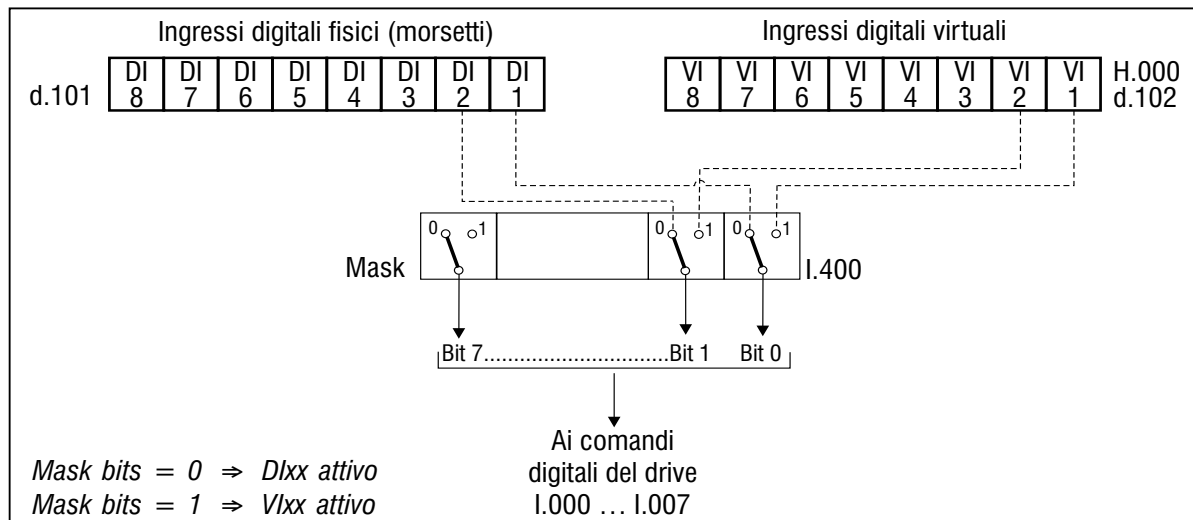 Ingressi digitali fisici (morsetti)
Ingressi digitali virtuali
d.101
DI 8 DI 7 DI 6 DI 5 DI 4 DI 3 DI 2 DI 1
VI 8 VI 7 VI 6 VI 5 VI 4 VI 3 VI 2 VI 1
H.000
d.102
0 1 0 1 0 1
Mask
I.400
Bit 7..............................Bit 1 Bit 0
Ai comandi
digitali del drive
I.000 ... I.007
Mask bits = 0 ⇒ DIxx attivo
Mask bits = 1 ⇒ VIxx attivo